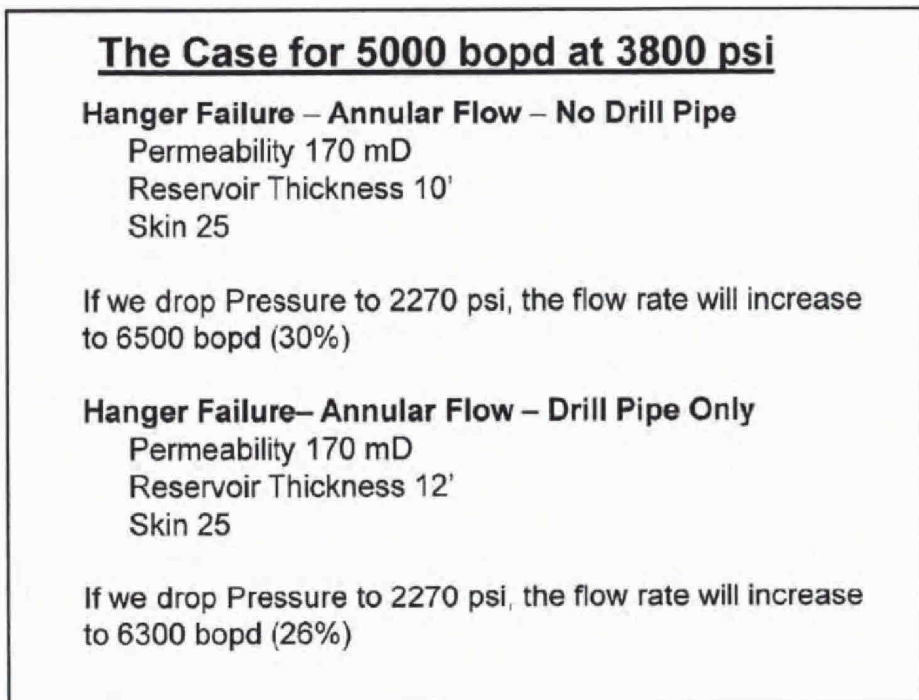 The Case for 5000 bopd at 3800 psi
Hanger Failure – Annular Flow – No Drill Pipe
Permeability 170 mD
Reservoir Thickness 10'
Skin 25
If we drop Pressure to 2270 psi, the flow rate will increase
to 6500 bopd (30%)
Hanger Failure– Annular Flow – Drill Pipe Only
Permeability 170 mD
Reservoir Thickness 12'
Skin 25
If we drop Pressure to 2270 psi, the flow rate will increase
to 6300 bopd (26%)